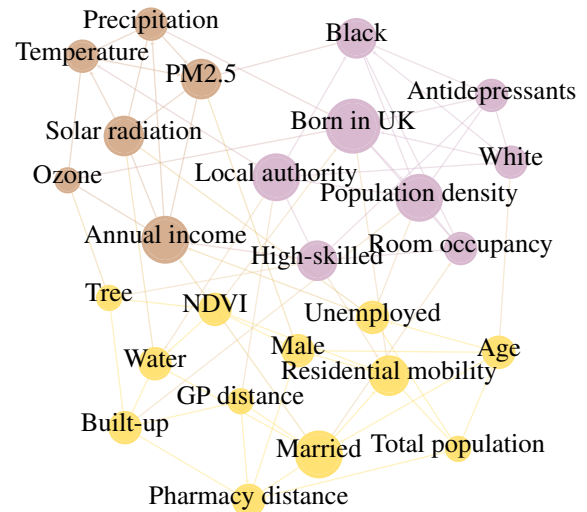 Precipitation
Black
Temperature
PM2.5
Antidepressants
Born in UK
Solar radiation
White
Ozone
Local authority
Population density
Annual income
High-skilled
Room occupancy
Tree
NDVI
Unemployed
Water
Male
Age
Residential mobility
GP distance
Built-up
Married
Total population
Pharmacy distance